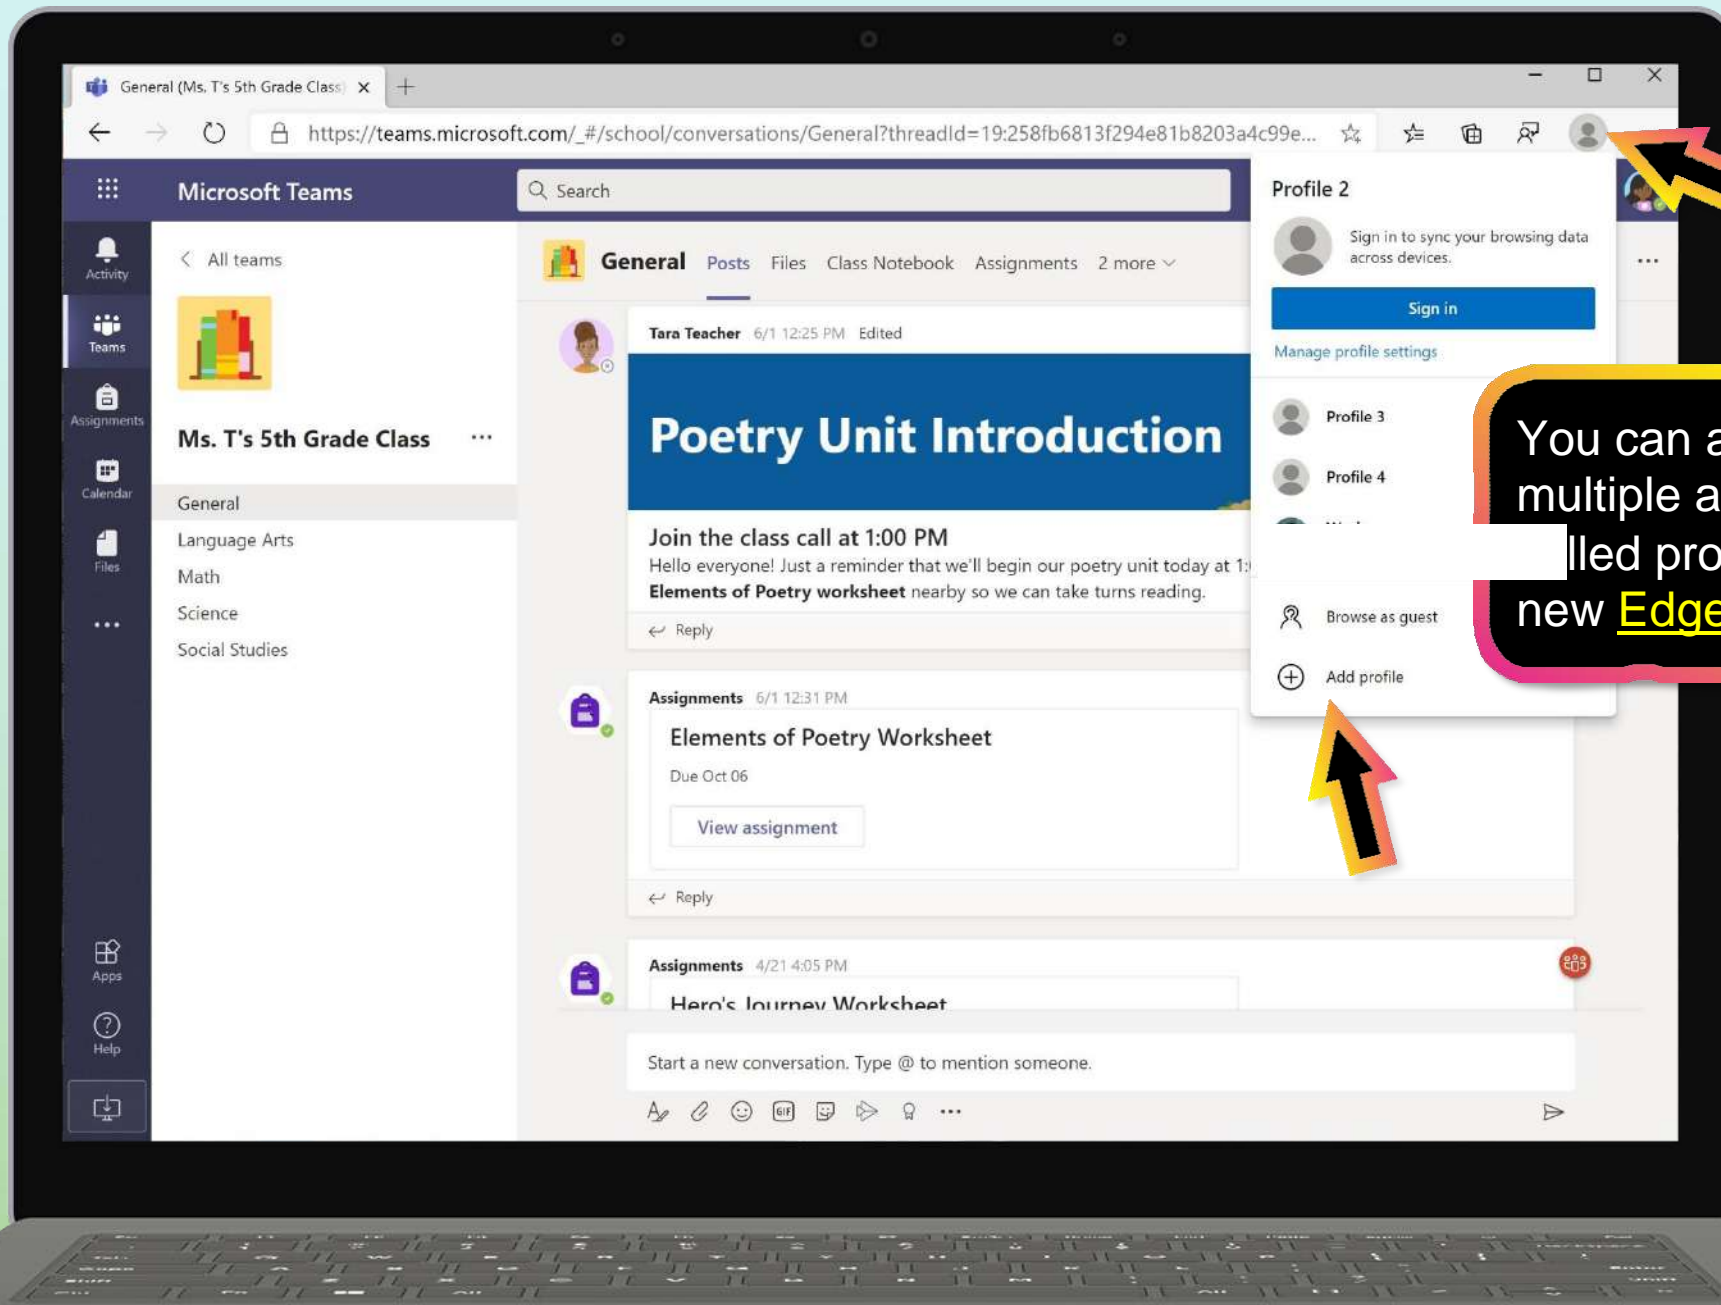 General (Ms. T's 5th Grade Class)
https://teams.microsoft.com/_#/school/conversations/General?threadId=19:258fb6813f294e81b8203a4c99e...
Microsoft Teams
Search
Profile 2
Sign in to sync your browsing data
across devices.
Sign in
Manage profile settings
Profile 3
Profile 4
Browse as guest
Add profile
You can a
multiple a
lled pro
new Edge
Activity
Teams
Assignments
Calendar
Files
Apps
Help
All teams
Ms. T's 5th Grade Class
General
Language Arts
Math
Science
Social Studies
General Posts Files Class Notebook Assignments 2 more
Tara Teacher 6/1 12:25 PM Edited
Poetry Unit Introduction
Join the class call at 1:00 PM
Hello everyone! Just a reminder that we'll begin our poetry unit today at 1:
Elements of Poetry worksheet nearby so we can take turns reading.
Reply
Assignments 6/1 12:31 PM
Elements of Poetry Worksheet
Due Oct 06
View assignment
Reply
Assignments 4/21 4:05 PM
Hero's Journey Worksheet
Start a new conversation. Type @ to mention someone.
GIF